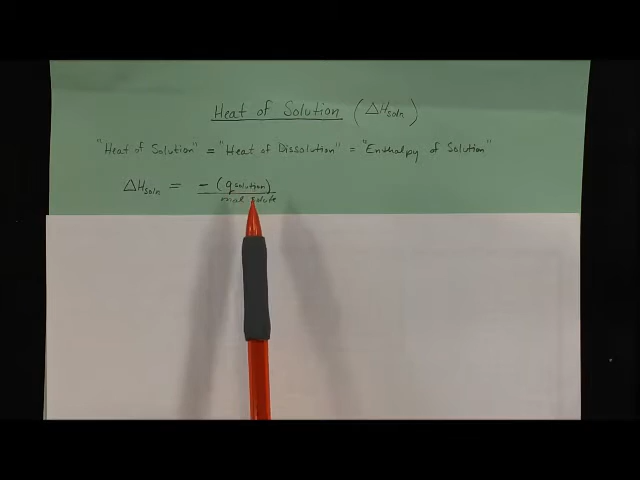 Heat of Solution (ΔHsoln)
"Heat of Solution" = "Heat of Dissolution" = "Enthalpy of Solution"
ΔHsoln = - (qsolution)
mol solute